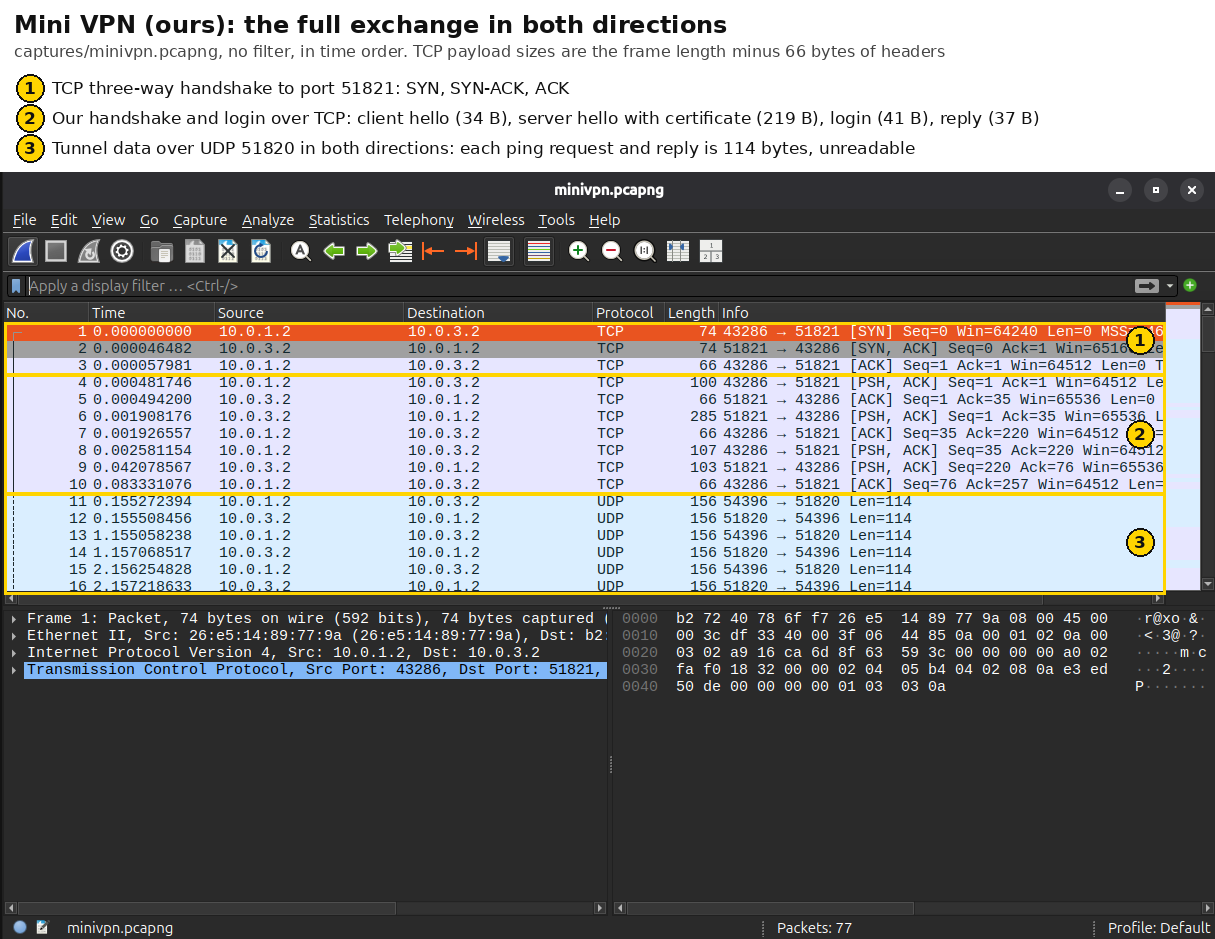 Mini VPN (ours): the full exchange in both directions
captures/minivpn.pcapng, no filter, in time order. TCP payload sizes are the frame length minus 66 bytes of headers
1 TCP three-way handshake to port 51821: SYN, SYN-ACK, ACK
2 Our handshake and login over TCP: client hello (34 B), server hello with certificate (219 B), login (41 B), reply (37 B)
3 Tunnel data over UDP 51820 in both directions: each ping request and reply is 114 bytes, unreadable
minivpn.pcapng
File Edit View Go Capture Analyze Statistics Telephony Wireless Tools Help
Apply a display filter … <Ctrl-/>
No. Time Source Destination Protocol Length Info
1 0.000000000 10.0.1.2 10.0.3.2 TCP 74 43286 → 51821 [SYN] Seq=0 Win=64240 Len=0
2 0.000046482 10.0.3.2 10.0.1.2 TCP 74 51821 → 43286 [SYN, ACK] Seq=0 Ack=1
1
3 0.000057981 10.0.1.2 10.0.3.2 TCP 66 43286 → 51821 [ACK] Seq=1 Ack=1 Win=64512 Len=0 T
4 0.000481746 10.0.1.2 10.0.3.2 TCP 100 43286 → 51821 [PSH, ACK] Seq=1 Ack=1 Win=64512 Le
5 0.000494200 10.0.3.2 10.0.1.2 TCP 66 51821 → 43286 [ACK] Seq=1 Ack=35 Win=65536 Len=0
6 0.001908176 10.0.3.2 10.0.1.2 TCP 285 51821 → 43286 [PSH, ACK] Seq=1 Ack=35 Win=65536 L
7 0.001926557 10.0.1.2 10.0.3.2 TCP 66 43286 → 51821 [ACK] Seq=35 Ack=220 Win=64512
2
8 0.002581154 10.0.1.2 10.0.3.2 TCP 107 43286 → 51821 [PSH, ACK] Seq=35 Ack=220 Win=64512
9 0.042078567 10.0.3.2 10.0.1.2 TCP 103 51821 → 43286 [PSH, ACK] Seq=220 Ack=76 Win=65536
10 0.083331076 10.0.1.2 10.0.3.2 TCP 66 43286 → 51821 [ACK] Seq=76 Ack=257 Win=64512 Len=
11 0.155272394 10.0.1.2 10.0.3.2 UDP 156 54396 → 51820 Len=114
12 0.155508456 10.0.3.2 10.0.1.2 UDP 156 51820 → 54396 Len=114
13 1.155058238 10.0.1.2 10.0.3.2 UDP 156 54396 → 51820 Len=114
3
14 1.157068517 10.0.3.2 10.0.1.2 UDP 156 51820 → 54396 Len=114
15 2.156254828 10.0.1.2 10.0.3.2 UDP 156 54396 → 51820 Len=114
16 2.157218633 10.0.3.2 10.0.1.2 UDP 156 51820 → 54396 Len=114
Frame 1: Packet, 74 bytes on wire (592 bits), 74 bytes captured (
Ethernet II, Src: 26:e5:14:89:77:9a (26:e5:14:89:77:9a), Dst: b2:
Internet Protocol Version 4, Src: 10.0.1.2, Dst: 10.0.3.2
Transmission Control Protocol, Src Port: 43286, Dst Port: 51821,
0000 b2 72 40 78 6f f7 26 e5 14 89 77 9a 08 00 45 00 ·r@xo·&·
0010 00 3c df 33 40 00 3f 06 44 85 0a 00 01 02 0a 00 ·<·3@·?·
0020 03 02 a9 16 ca 6d 8f 63 59 3c 00 00 00 00 a0 02 ·····m·c
0030 fa f0 18 32 00 00 02 04 05 b4 04 02 08 0a e3 ed ···2····
0040 50 de 00 00 00 00 01 03 03 0a P·······
minivpn.pcapng
Packets: 77
Profile: Default